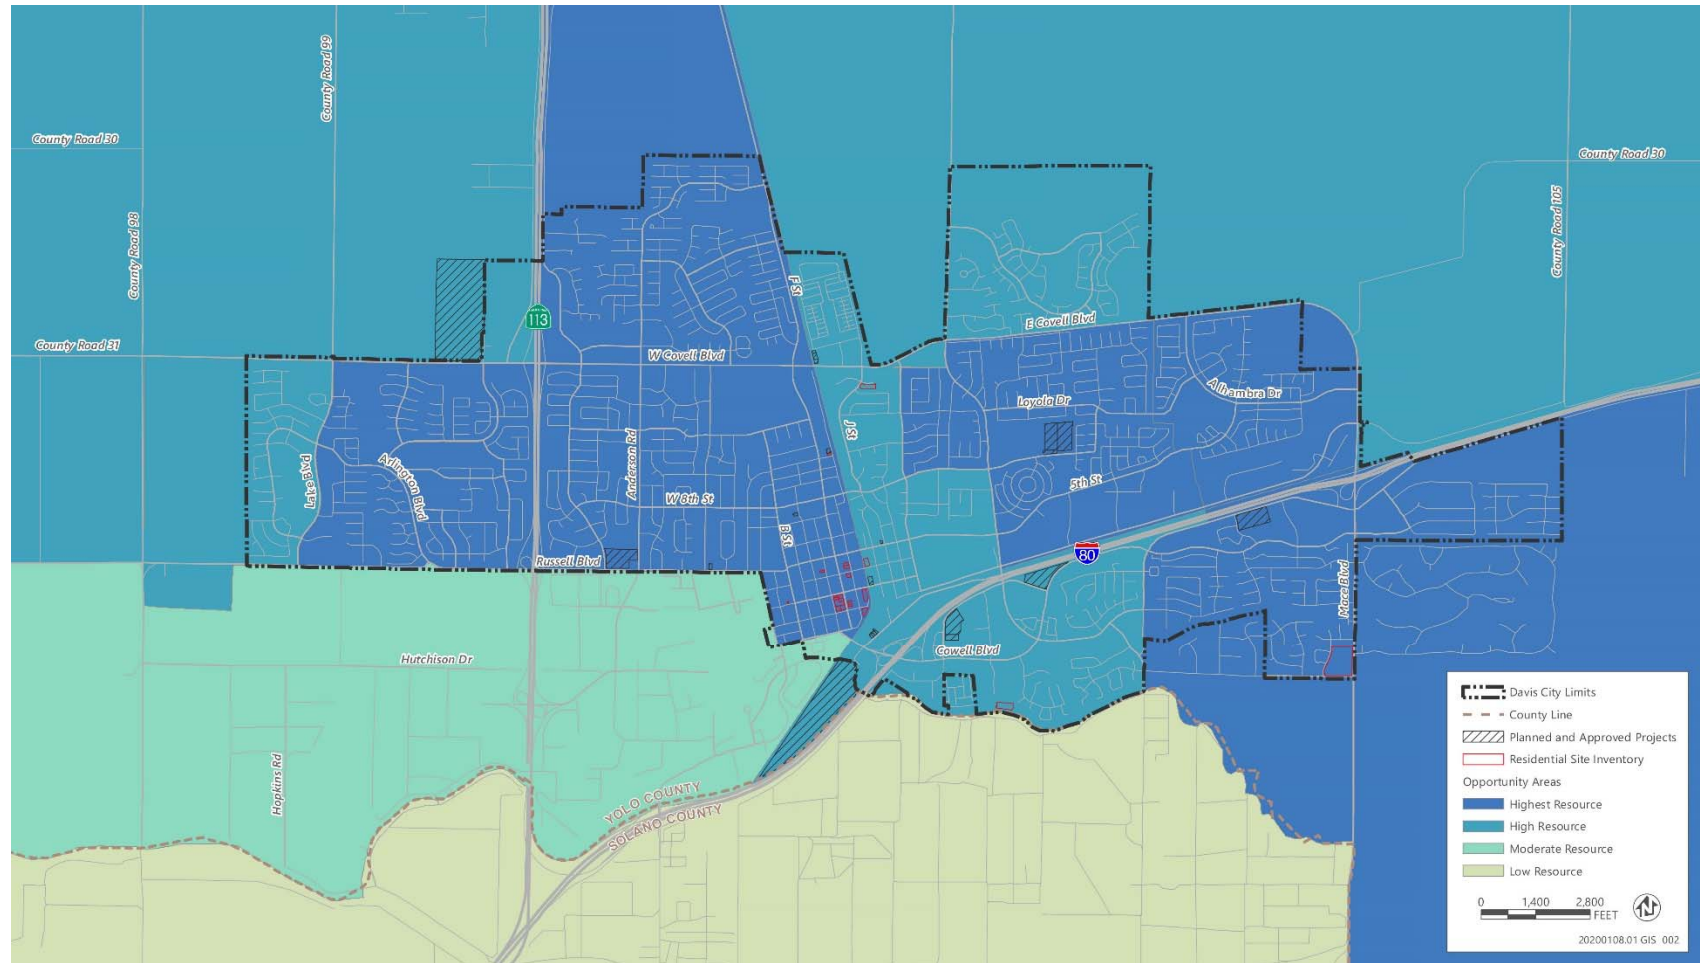 County Road 99
County Road 30
County Road 30
County Road 98
County Road 105
F St
113
E Covell Blvd
County Road 31
W Covell Blvd
Alhambra Dr
Loyola Dr
J St
Anderson Rd
Lake Blvd
Arlington Blvd
5th St
W 8th St
B St
80
Russell Blvd
Mace Blvd
Hutchison Dr
Cowell Blvd
Hopkins Rd
YOLO COUNTY
SOLANO COUNTY
Davis City Limits
County Line
Planned and Approved Projects
Residential Site Inventory
Opportunity Areas
Highest Resource
High Resource
Moderate Resource
Low Resource
0 1,400 2,800
FEET
N
20200108.01 GIS 002